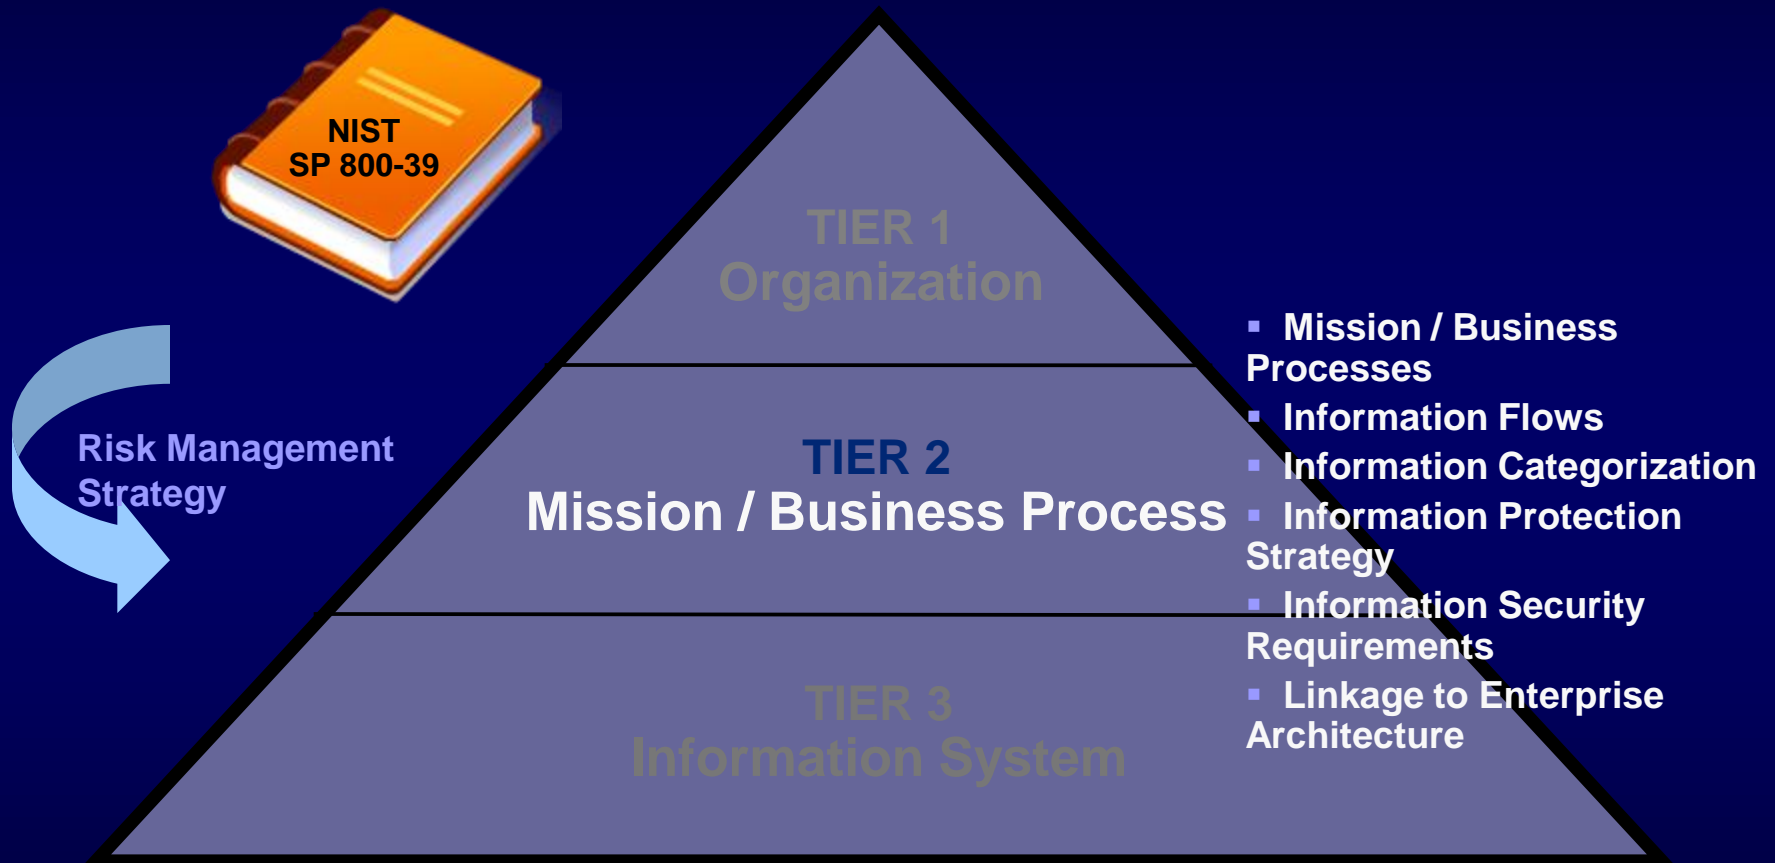 NIST
SP 800-39
TIER 1
Organization
Risk Management
Strategy
TIER 2
Mission / Business Process
TIER 3
Information System
▪ Mission / Business
Processes
▪ Information Flows
▪ Information Categorization
▪ Information Protection
Strategy
▪ Information Security
Requirements
▪ Linkage to Enterprise
Architecture